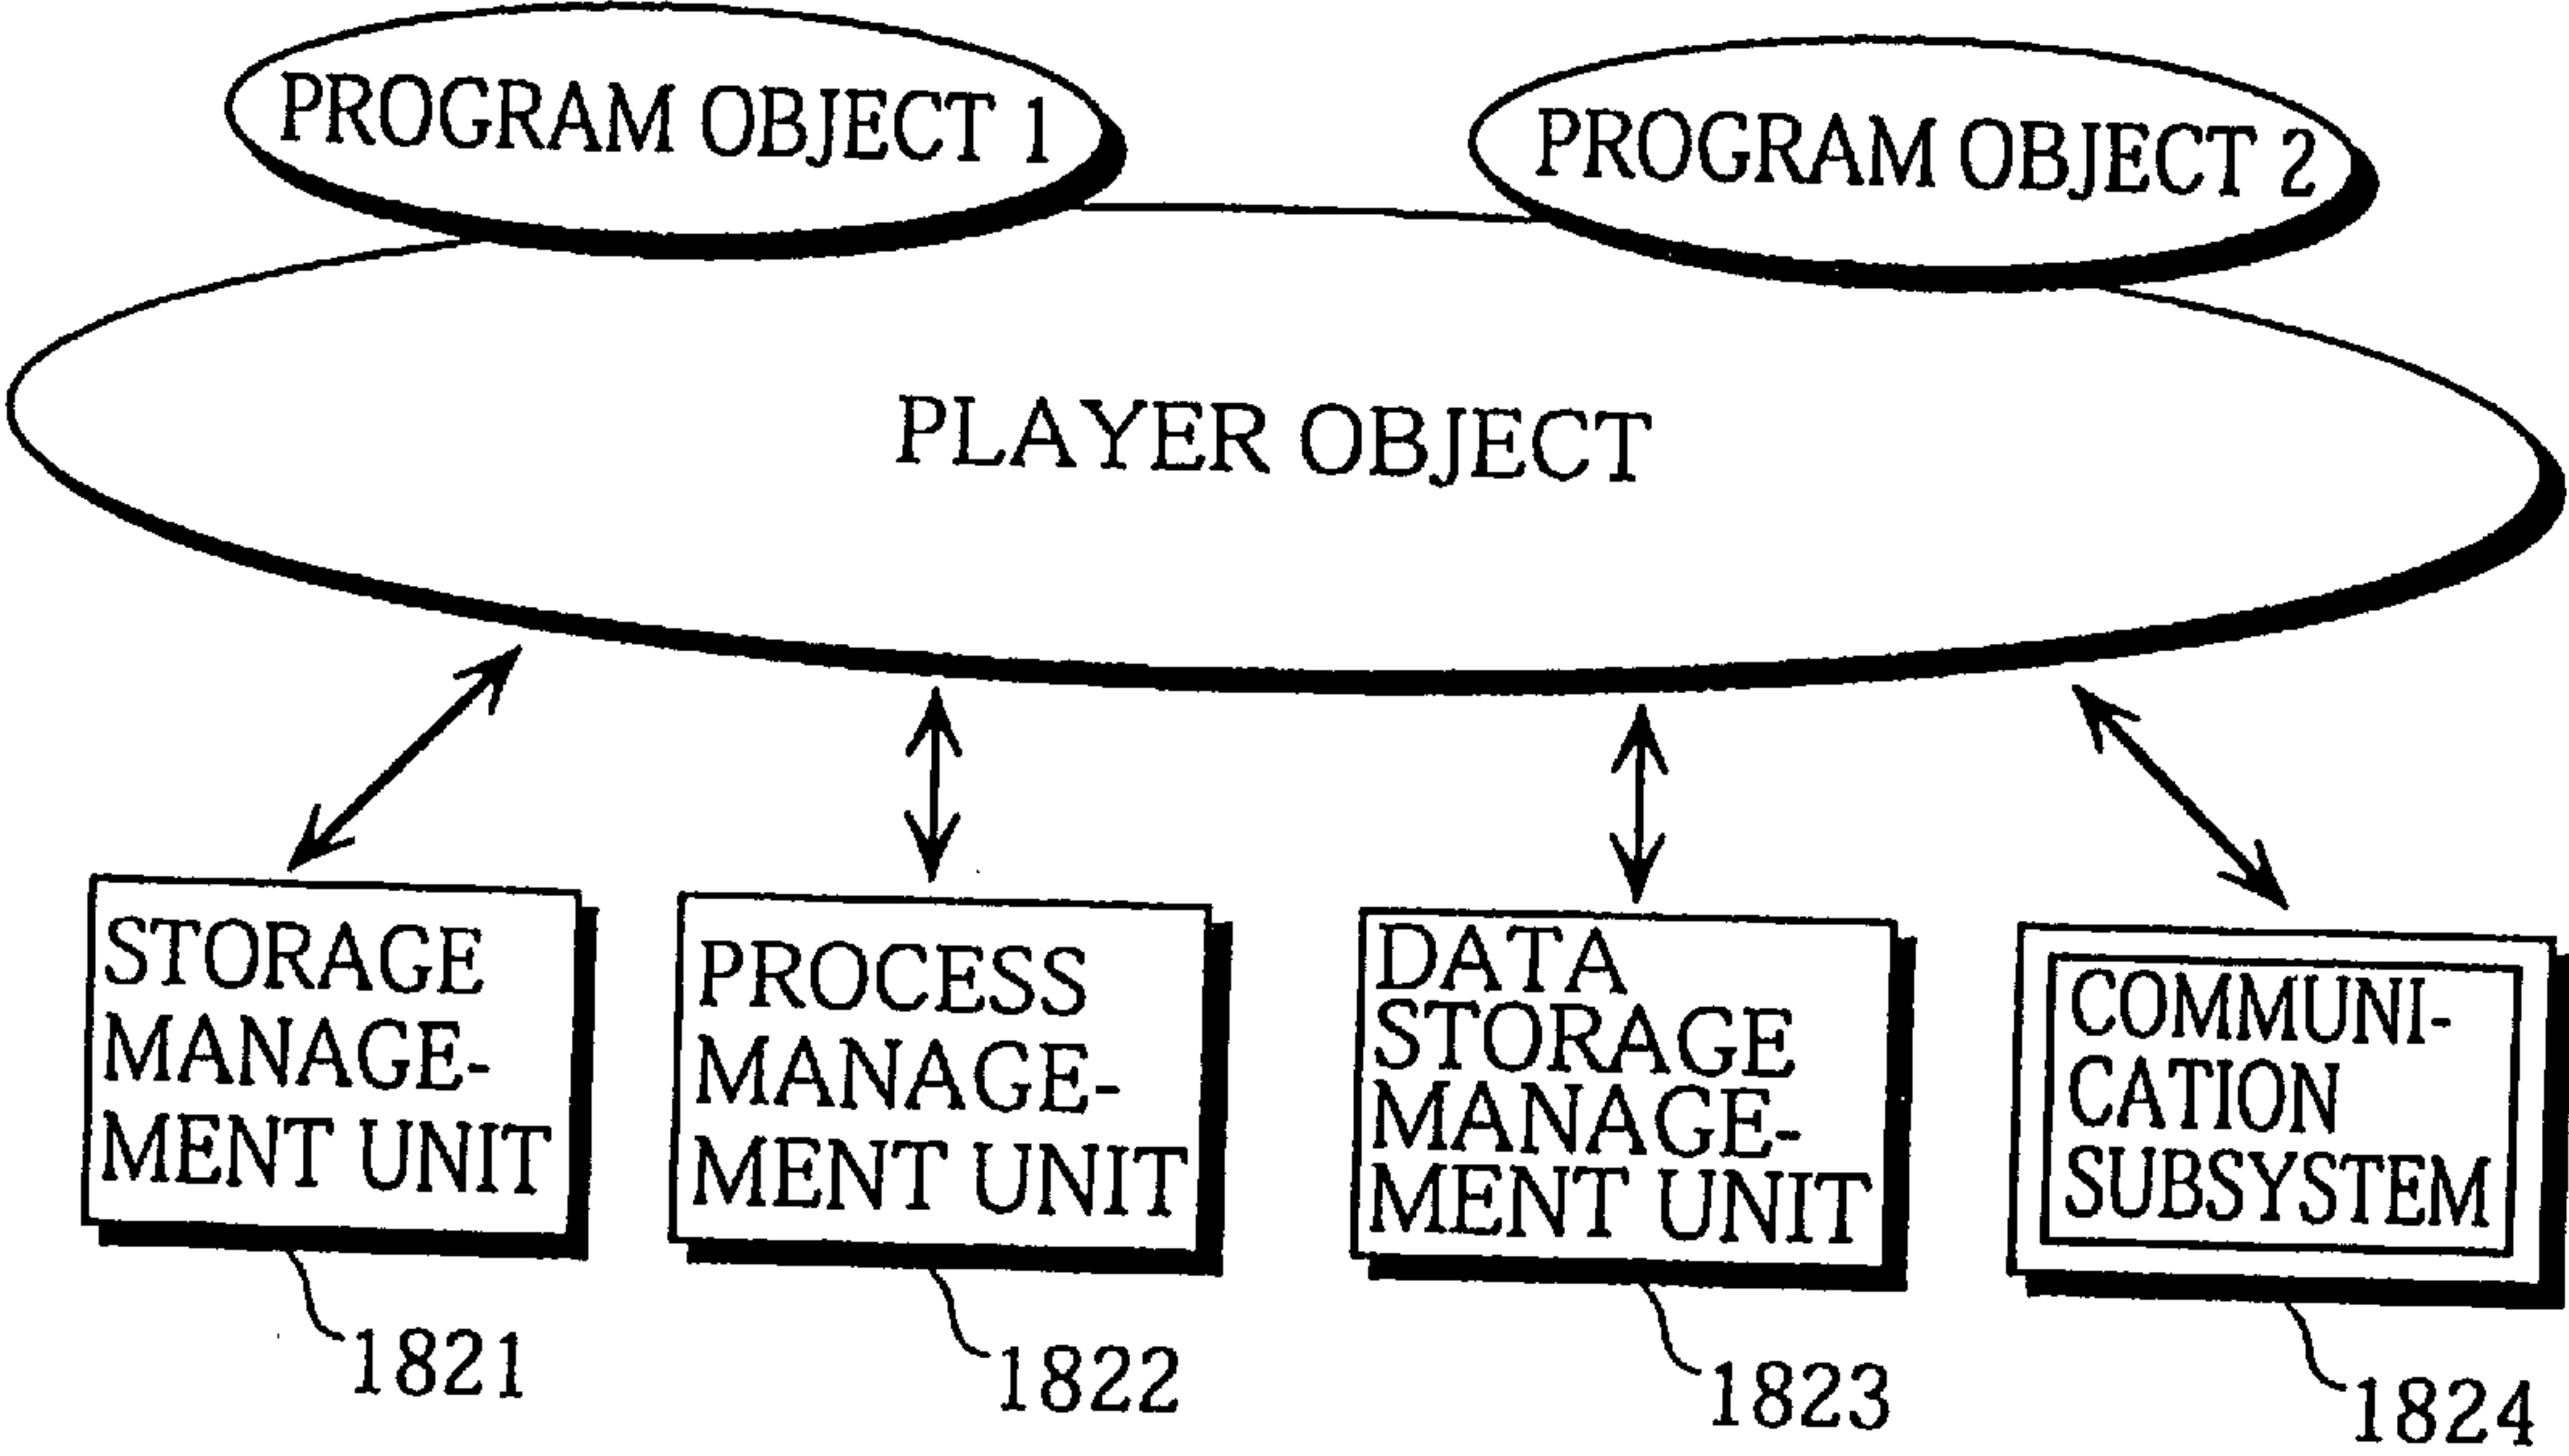 PROGRAM OBJECT 1
PROGRAM OBJECT 2
PLAYER OBJECT
STORAGE
MANAGE-
MENT UNIT
PROCESS
MANAGE-
MENT UNIT
DATA
STORAGE
MANAGE-
MENT UNIT
COMMUNI-
CATION
SUBSYSTEM
1821
1822
1823
1824